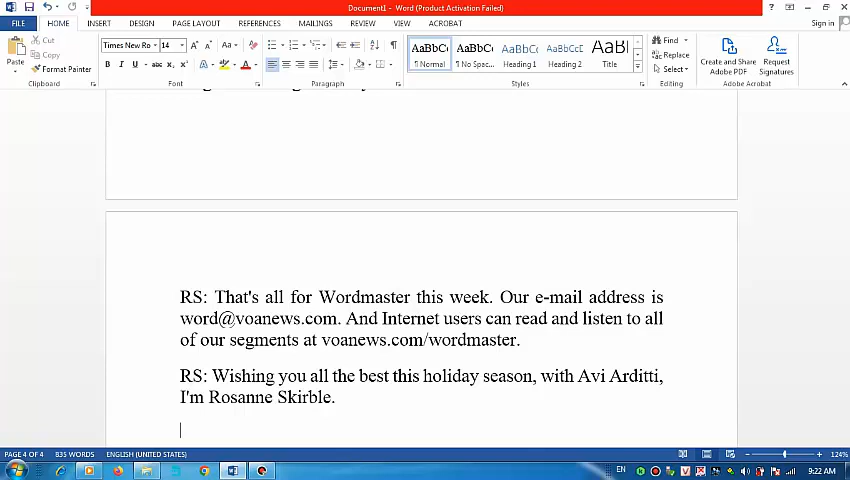 Document1 - Word (Product Activation Failed)
FILE HOME INSERT DESIGN PAGE LAYOUT REFERENCES MAILINGS REVIEW VIEW ACROBAT Sign in
Paste
Cut
Copy
Format Painter
Clipboard
Times New Ro 14
Font
Paragraph
AaBbCc AaBbCc AaBbCc AaBbCcD AaBb
¶ Normal ¶ No Spac... Heading 1 Heading 2 Title
Styles
Find
Replace
Select
Editing
Create and Share
Adobe PDF
Request
Signatures
Adobe Acrobat
RS: That's all for Wordmaster this week. Our e-mail address is
word@voanews.com. And Internet users can read and listen to all
of our segments at voanews.com/wordmaster.
RS: Wishing you all the best this holiday season, with Avi Arditti,
I'm Rosanne Skirble.
PAGE 4 OF 4 835 WORDS ENGLISH (UNITED STATES) 124%
EN 9:22 AM